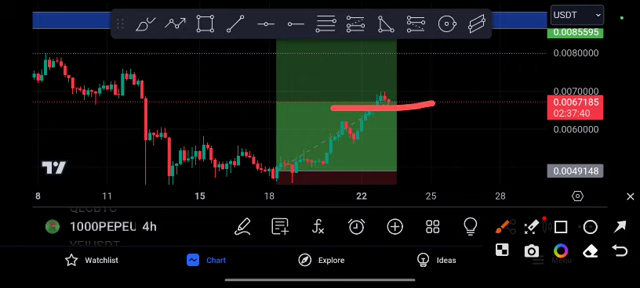 USDT
0.0085595
0.0080000
0.0070000
0.0067185
02:37:40
0.0060000
0.0049148
8 11 15 18 22 25 28
1000PEPEU 4h
Watchlist
Chart
Explore
Ideas